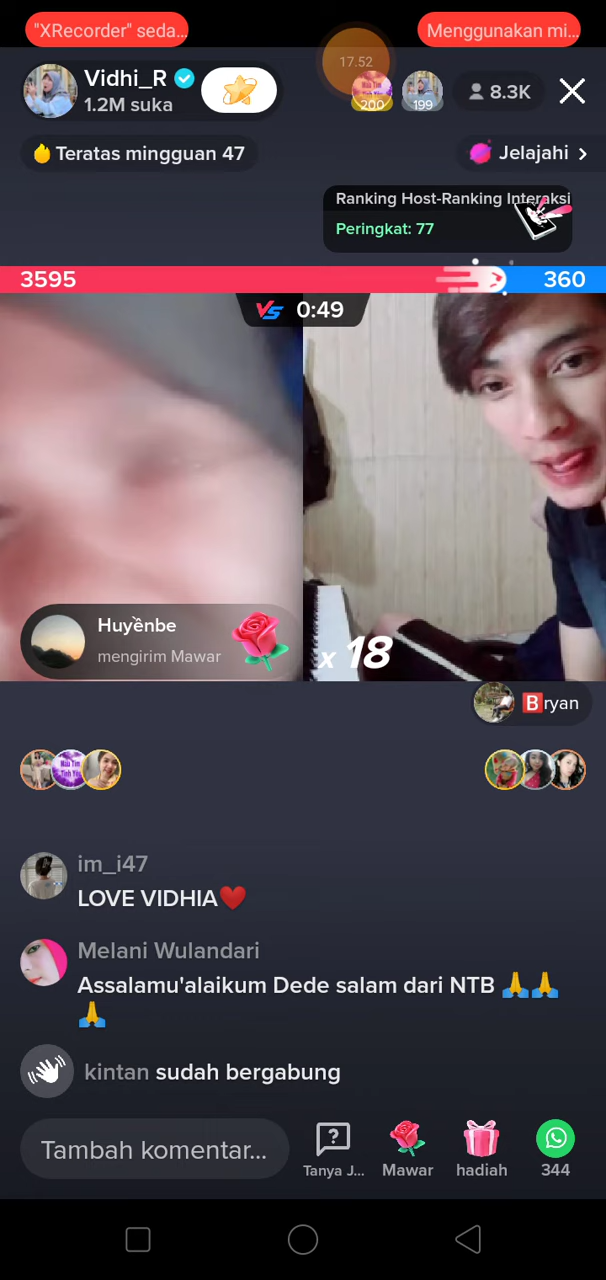 "XRecorder" seda...
Menggunakan mi...
17.52
Vidhi_R
1.2M suka
200
199
8.3K
Teratas mingguan 47
Jelajahi
Ranking Host-Ranking Interaksi
Peringkat: 77
3595
360
VS 0:49
Huyềnbe
mengirim Mawar
x 18
🅱ryan
im_i47
LOVE VIDHIA❤️
Melani Wulandari
Assalamu'alaikum Dede salam dari NTB 🙏🙏
🙏
kintan sudah bergabung
Tambah komentar...
Tanya J...
Mawar
hadiah
344